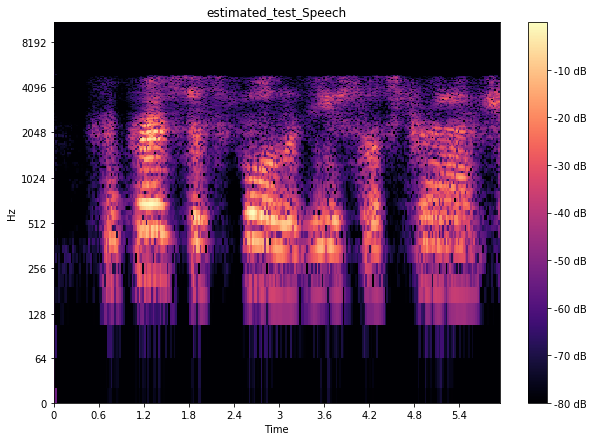 estimated_test_Speech
Hz
8192
4096
2048
1024
512
256
128
64
0
0 0.6 1.2 1.8 2.4 3 3.6 4.2 4.8 5.4
Time
-10 dB
-20 dB
-30 dB
-40 dB
-50 dB
-60 dB
-70 dB
-80 dB